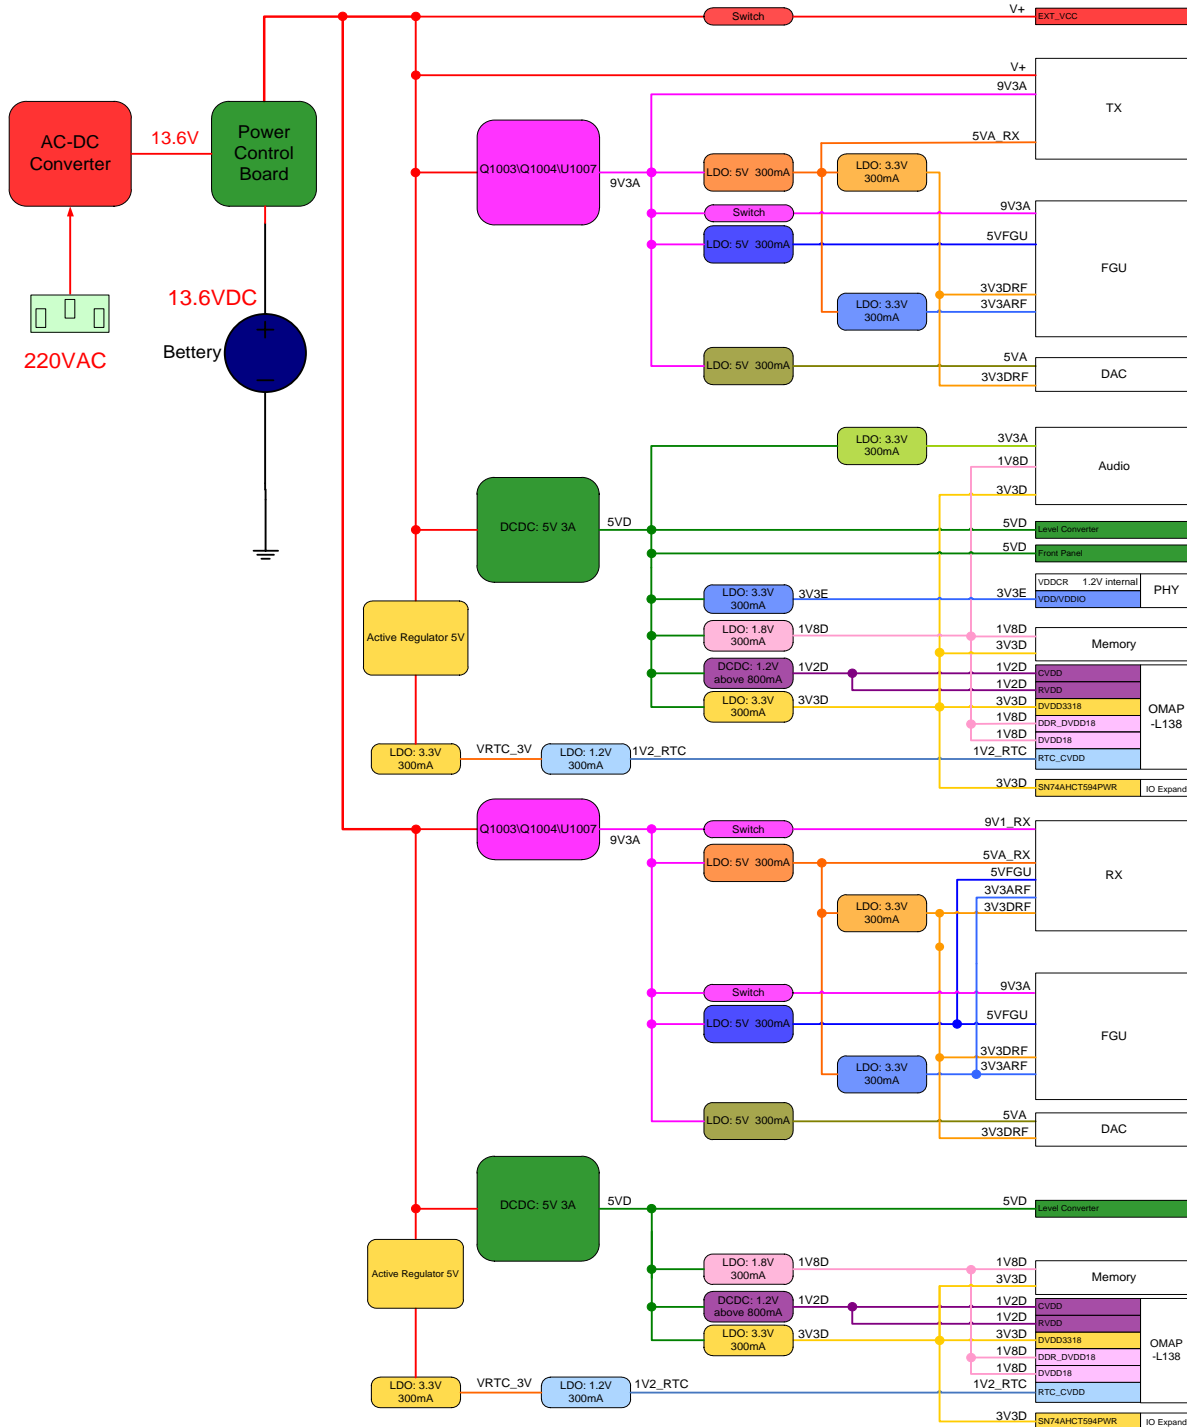 Switch
V+
EXT_VCC
V+
9V3A
TX
5VA_RX
AC-DC
Converter
13.6V
Power
Control
Board
Q1003\Q1004\U1007
9V3A
LDO: 5V 300mA
LDO: 3.3V
300mA
Switch
9V3A
LDO: 5V 300mA
5VFGU
FGU
3V3DRF
LDO: 3.3V
300mA
3V3ARF
13.6VDC
Bettery
220VAC
LDO: 5V 300mA
5VA
3V3DRF
DAC
LDO: 3.3V
300mA
3V3A
1V8D
Audio
3V3D
DCDC: 5V 3A
5VD
5VD
Level Converter
5VD
Front Panel
VDDCR 1.2V internal
PHY
LDO: 3.3V
300mA
3V3E
3V3E
VDD/VDDIO
Active Regulator 5V
LDO: 1.8V
300mA
1V8D
1V8D
3V3D
Memory
DCDC: 1.2V
above 800mA
1V2D
1V2D
CVDD
1V2D
RVDD
LDO: 3.3V
300mA
3V3D
3V3D
DVDD3318
OMAP
-L138
1V8D
DDR_DVDD18
1V8D
DVDD18
LDO: 3.3V
300mA
VRTC_3V
LDO: 1.2V
300mA
1V2_RTC
1V2_RTC
RTC_CVDD
3V3D
SN74AHCT594PWR
IO Expand
Q1003\Q1004\U1007
9V3A
Switch
9V1_RX
LDO: 5V 300mA
5VA_RX
5VFGU
RX
3V3ARF
LDO: 3.3V
300mA
3V3DRF
Switch
9V3A
LDO: 5V 300mA
5VFGU
FGU
3V3DRF
LDO: 3.3V
300mA
3V3ARF
LDO: 5V 300mA
5VA
3V3DRF
DAC
DCDC: 5V 3A
5VD
5VD
Level Converter
Active Regulator 5V
LDO: 1.8V
300mA
1V8D
1V8D
3V3D
Memory
DCDC: 1.2V
above 800mA
1V2D
1V2D
CVDD
1V2D
RVDD
LDO: 3.3V
300mA
3V3D
3V3D
DVDD3318
OMAP
-L138
1V8D
DDR_DVDD18
1V8D
DVDD18
LDO: 3.3V
300mA
VRTC_3V
LDO: 1.2V
300mA
1V2_RTC
1V2_RTC
RTC_CVDD
3V3D
SN74AHCT594PWR
IO Expand